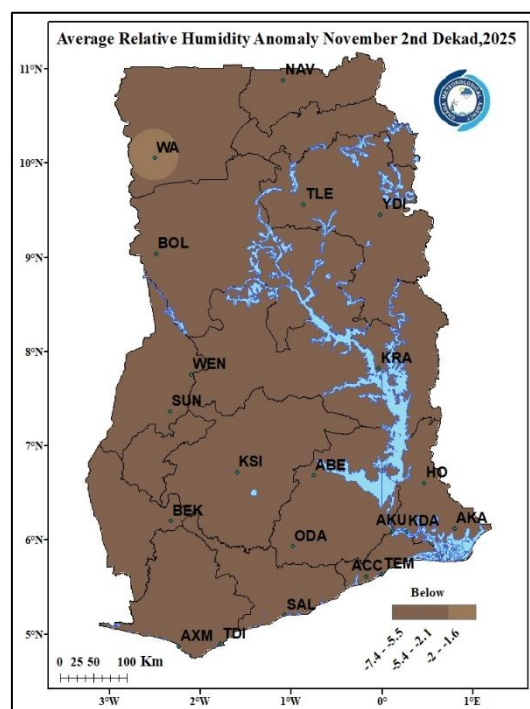 Average Relative Humidity Anomaly November 2nd Dekad,2025
11°N
NAV
10°N
WA
TLE
YDI
9°N
BOL
8°N
WEN
KRA
SUN
7°N
KSI
ABE
HO
BEK
AKU KDA
AKA
6°N
ODA
ACC
TEM
SAL
Below
5°N
AXM
TDI
-7.4 - -5.5
-5.4 - -2.1
-2 - -1.6
0 25 50 100 Km
3°W
2°W
1°W
0°
1°E